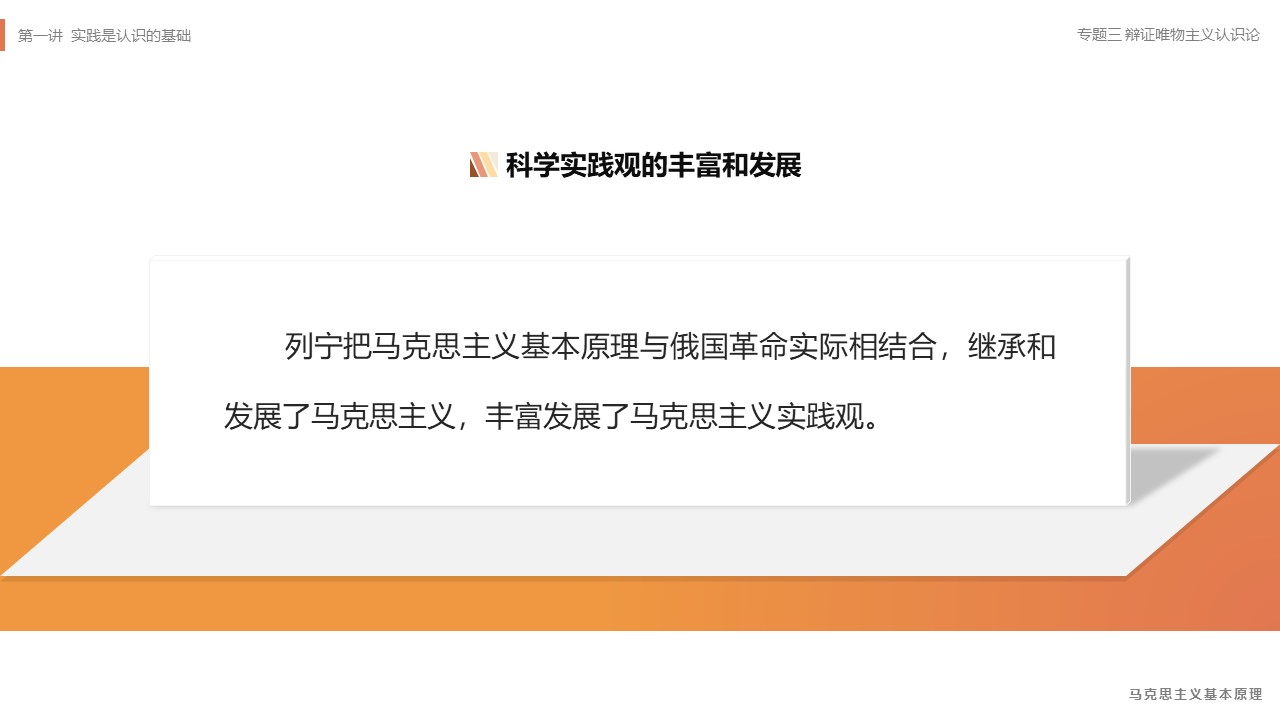 第一讲 实践是认识的基础
专题三 辩证唯物主义认识论
科学实践观的丰富和发展
列宁把马克思主义基本原理与俄国革命实际相结合，继承和
发展了马克思主义，丰富发展了马克思主义实践观。
马克思主义基本原理